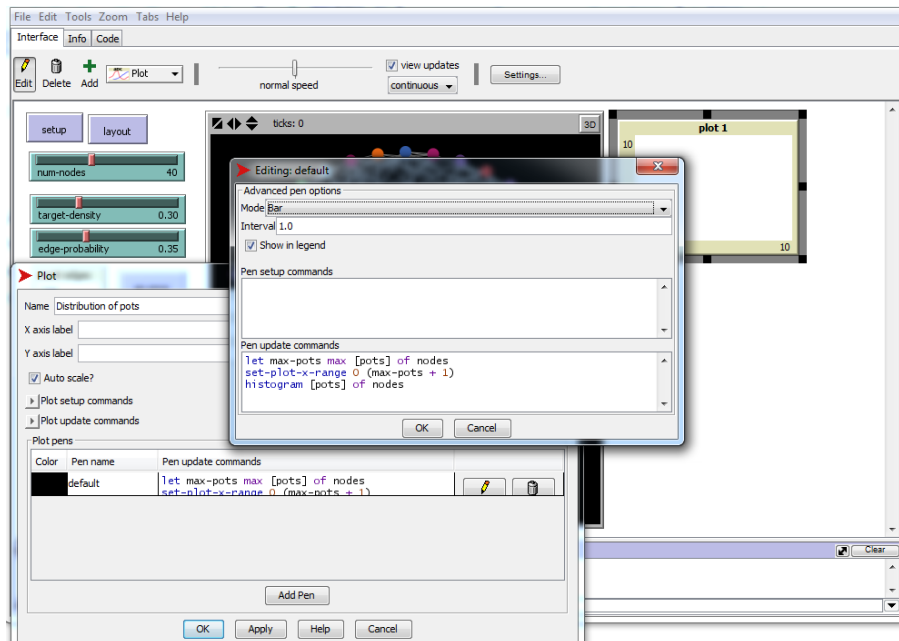 File Edit Tools Zoom Tabs Help
Interface Info Code
Edit Delete Add Plot normal speed view updates continuous Settings...
setup layout
ticks: 0 3D
num-nodes 40
target-density 0.30
edge-probability 0.35
plot 1
10
10
Editing: default
Advanced pen options
Mode Bar
Interval 1.0
Show in legend
Pen setup commands
Pen update commands
let max-pots max [pots] of nodes
set-plot-x-range 0 (max-pots + 1)
histogram [pots] of nodes
OK Cancel
Plot
Name Distribution of pots
X axis label
Y axis label
Auto scale?
Plot setup commands
Plot update commands
Plot pens
Color Pen name Pen update commands
default let max-pots max [pots] of nodes
set-plot-x-range 0 (max-pots + 1)
Add Pen
OK Apply Help Cancel
Clear